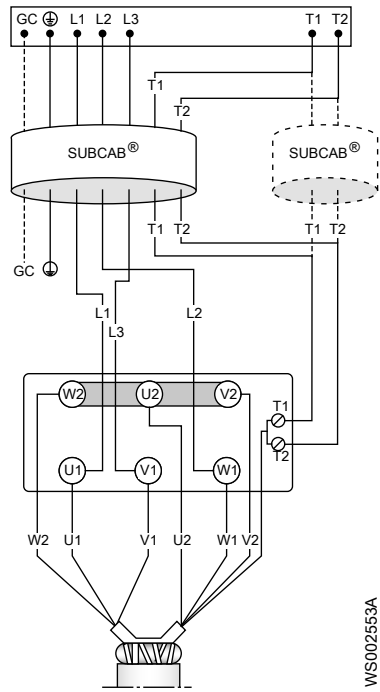 GC L1 L2 L3 T1 T2
T1
T2
SUBCAB® SUBCAB®
T1 T2 T1 T2
GC
L1 L2
L3
W2 U2 V2
T1
T2
U1 V1 W1
W2 U1 V1 U2 W1 V2
WS002553A